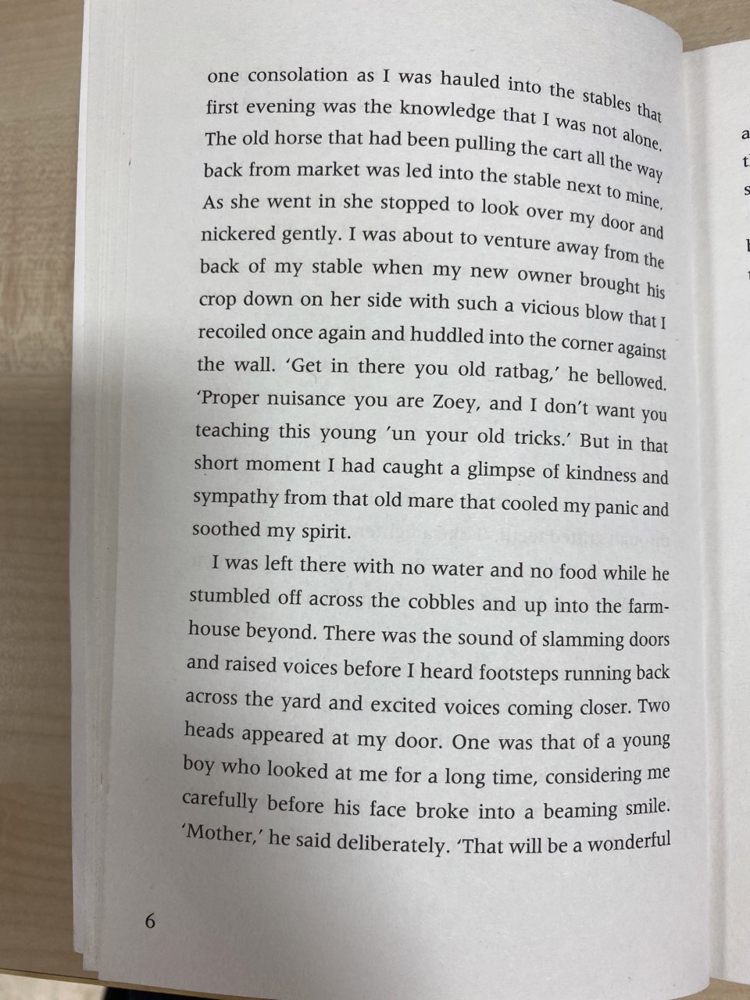 one consolation as I was hauled into the stables that
first evening was the knowledge that I was not alone.
The old horse that had been pulling the cart all the way
back from market was led into the stable next to mine.
As she went in she stopped to look over my door and
nickered gently. I was about to venture away from the
back of my stable when my new owner brought his
crop down on her side with such a vicious blow that I
recoiled once again and huddled into the corner against
the wall. ‘Get in there you old ratbag,’ he bellowed.
‘Proper nuisance you are Zoey, and I don’t want you
teaching this young ’un your old tricks.’ But in that
short moment I had caught a glimpse of kindness and
sympathy from that old mare that cooled my panic and
soothed my spirit.
I was left there with no water and no food while he
stumbled off across the cobbles and up into the farm-
house beyond. There was the sound of slamming doors
and raised voices before I heard footsteps running back
across the yard and excited voices coming closer. Two
heads appeared at my door. One was that of a young
boy who looked at me for a long time, considering me
carefully before his face broke into a beaming smile.
‘Mother,’ he said deliberately. ‘That will be a wonderful
6